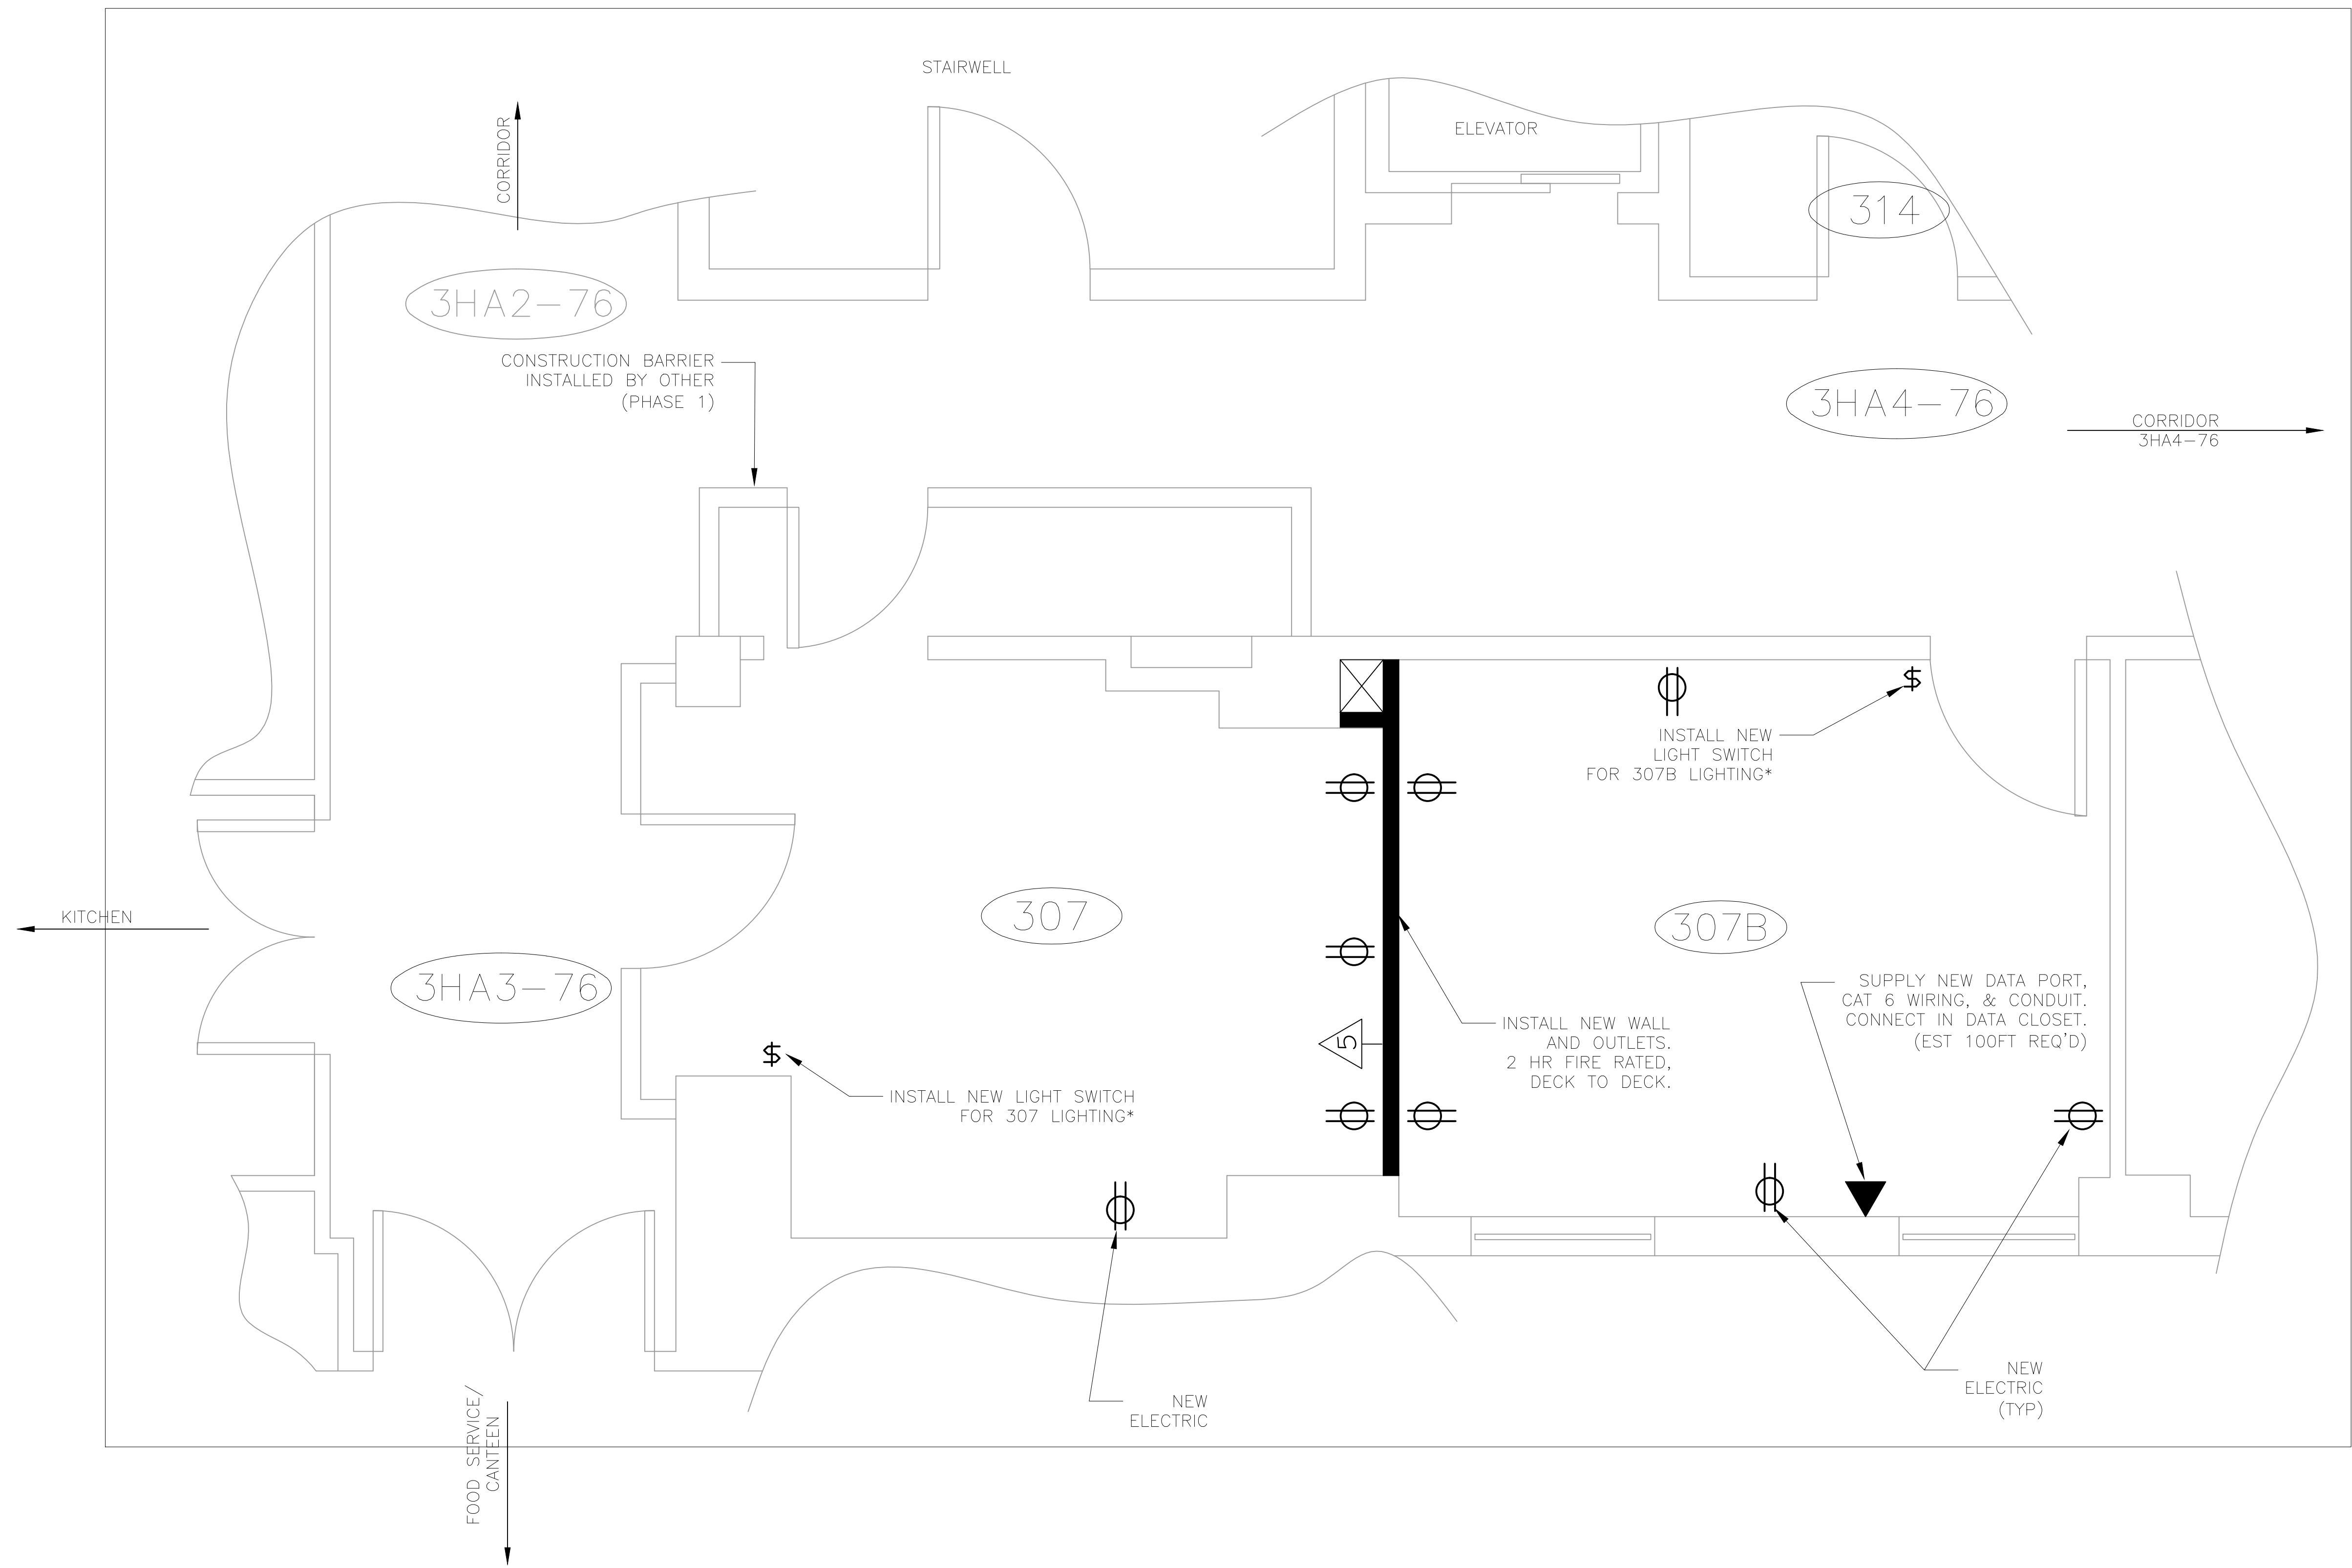 STAIRWELL
ELEVATOR
CORRIDOR
314
3HA2-76
CONSTRUCTION BARRIER
INSTALLED BY OTHER
(PHASE 1)
3HA4-76
CORRIDOR
3HA4-76
$
INSTALL NEW
LIGHT SWITCH
FOR 307B LIGHTING*
KITCHEN
307
307B
3HA3-76
SUPPLY NEW DATA PORT,
CAT 6 WIRING, & CONDUIT.
CONNECT IN DATA CLOSET.
(EST 100FT REQ'D)
INSTALL NEW WALL
AND OUTLETS.
2 HR FIRE RATED,
DECK TO DECK.
5
$
INSTALL NEW LIGHT SWITCH
FOR 307 LIGHTING*
NEW
ELECTRIC
NEW
ELECTRIC
(TYP)
FOOD SERVICE/
CANTEEN